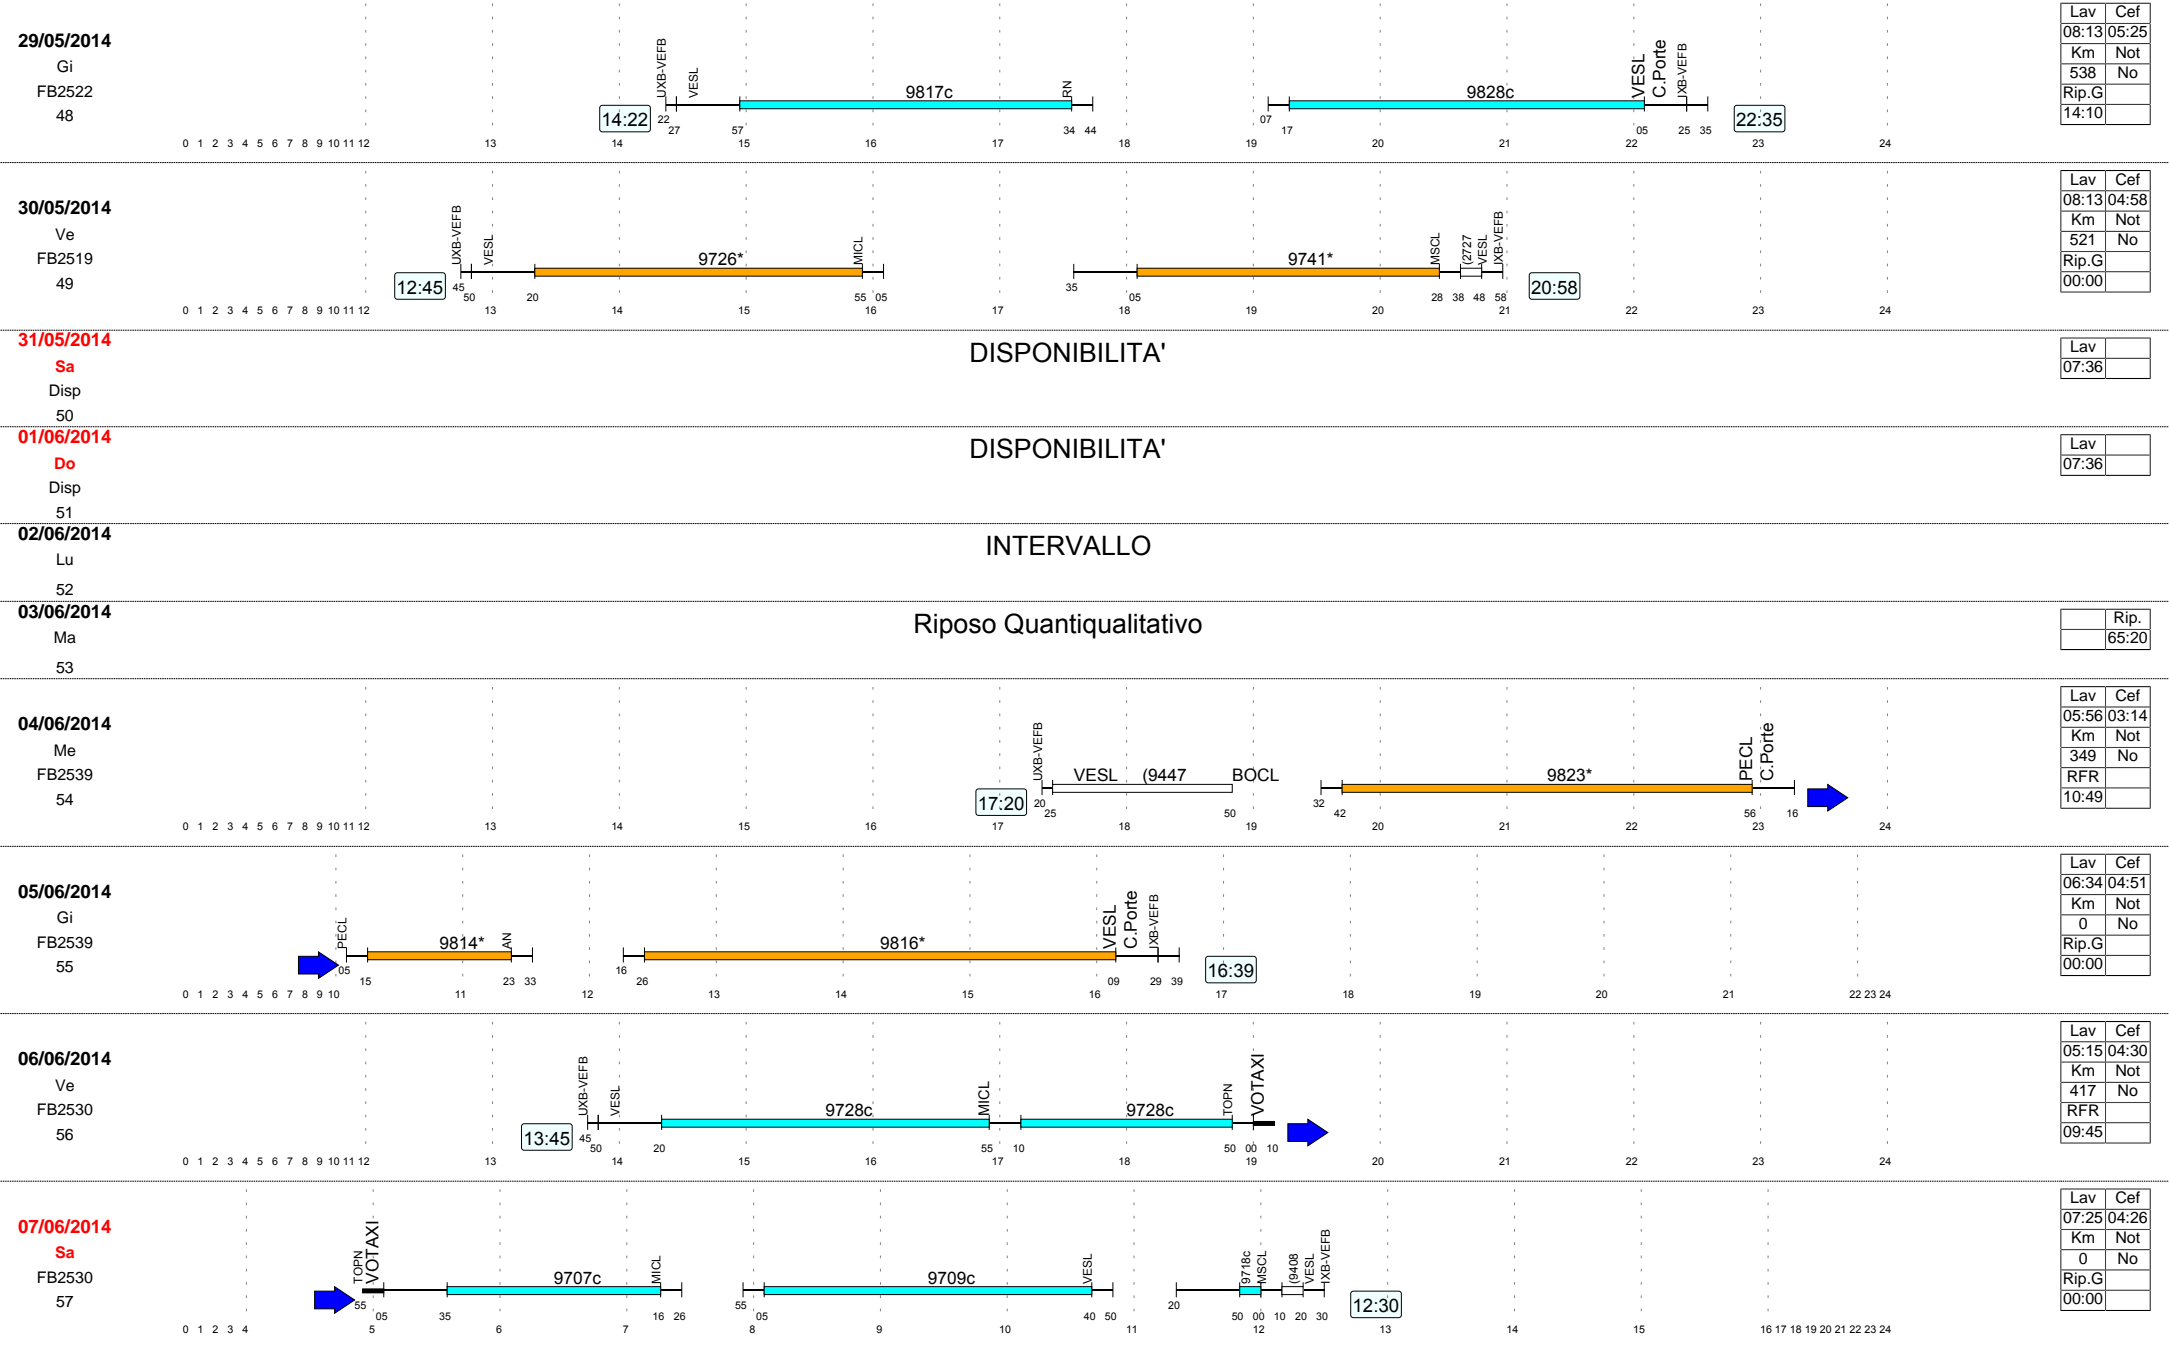 29/05/2014
Gi
FB2522
48
14:22
UXB-VEFB
VESL
9817c
RN
9828c
VESL
C.Porte
IXB-VEFB
22:35
22 27 57 34 44 07 17 05 25 35
0 1 2 3 4 5 6 7 8 9 10 11 12 13 14 15 16 17 18 19 20 21 22 23 24
Lav Cef
08:13 05:25
Km Not
538 No
Rip.G
14:10
30/05/2014
Ve
FB2519
49
12:45
UXB-VEFB
VESL
9726*
MICL
9741*
MSCL
(2727
VESL
IXB-VEFB
20:58
45 50 20 55 05 35 05 28 38 48 58
0 1 2 3 4 5 6 7 8 9 10 11 12 13 14 15 16 17 18 19 20 21 22 23 24
Lav Cef
08:13 04:58
Km Not
521 No
Rip.G
00:00
31/05/2014
Sa
Disp
50
DISPONIBILITA'
Lav
07:36
01/06/2014
Do
Disp
51
DISPONIBILITA'
Lav
07:36
02/06/2014
Lu
52
INTERVALLO
03/06/2014
Ma
53
Riposo Quantiqualitativo
Rip.
65:20
04/06/2014
Me
FB2539
54
17:20
UXB-VEFB
VESL (9447 BOCL
9823*
PECL
C.Porte
20 25 50 32 42 56 16
0 1 2 3 4 5 6 7 8 9 10 11 12 13 14 15 16 17 18 19 20 21 22 23 24
Lav Cef
05:56 03:14
Km Not
349 No
RFR
10:49
05/06/2014
Gi
FB2539
55
PECL
9814*
AN
9816*
VESL
C.Porte
IXB-VEFB
16:39
05 15 23 33 16 26 09 29 39
0 1 2 3 4 5 6 7 8 9 10 11 12 13 14 15 16 17 18 19 20 21 22 23 24
Lav Cef
06:34 04:51
Km Not
0 No
Rip.G
00:00
06/06/2014
Ve
FB2530
56
13:45
UXB-VEFB
VESL
9728c
MICL
9728c
TOPN
VOTAXI
45 50 20 55 10 50 00 10
0 1 2 3 4 5 6 7 8 9 10 11 12 13 14 15 16 17 18 19 20 21 22 23 24
Lav Cef
05:15 04:30
Km Not
417 No
RFR
09:45
07/06/2014
Sa
FB2530
57
TOPN
VOTAXI
9707c
MICL
9709c
VESL
9718c
MSCL
(9408
VESL
IXB-VEFB
12:30
55 05 35 16 26 55 05 40 50 20 50 00 10 20 30
0 1 2 3 4 5 6 7 8 9 10 11 12 13 14 15 16 17 18 19 20 21 22 23 24
Lav Cef
07:25 04:26
Km Not
0 No
Rip.G
00:00